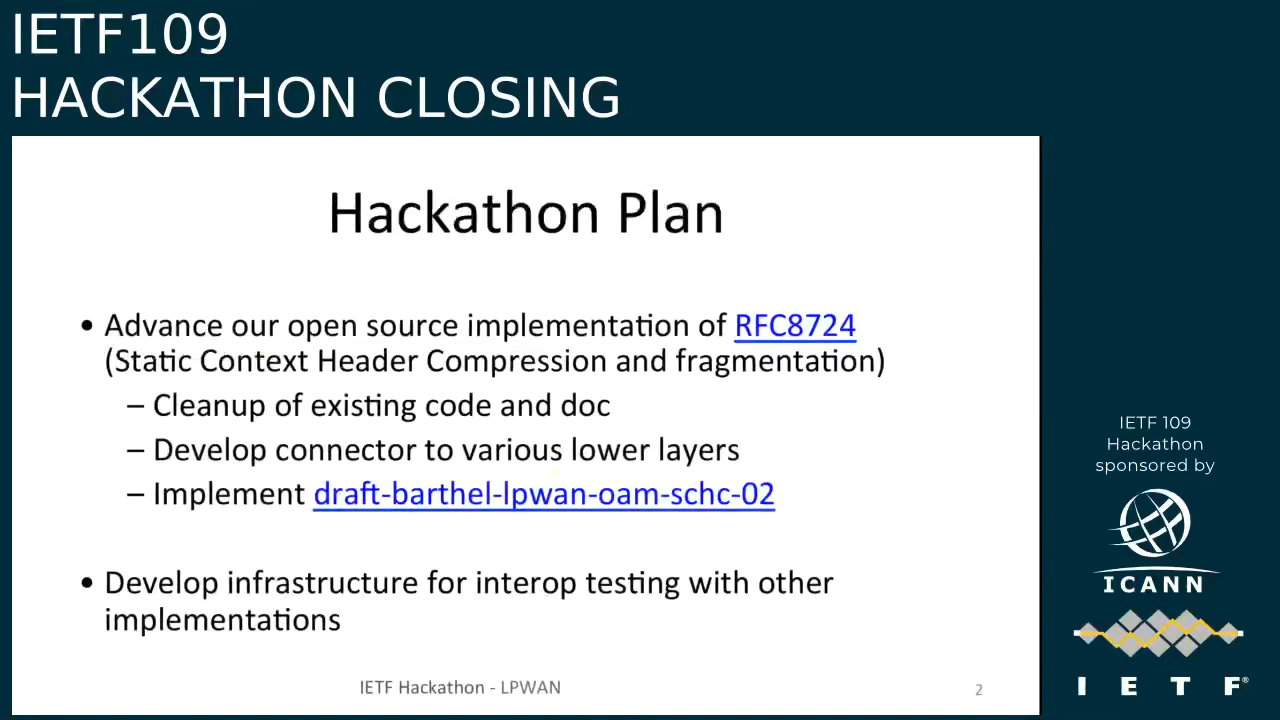 IETF109
HACKATHON CLOSING
Hackathon Plan
• Advance our open source implementation of RFC8724
(Static Context Header Compression and fragmentation)
– Cleanup of existing code and doc
– Develop connector to various lower layers
– Implement draft-barthel-lpwan-oam-schc-02
• Develop infrastructure for interop testing with other
implementations
IETF Hackathon - LPWAN
2
IETF 109
Hackathon
sponsored by
ICANN
I E T F®